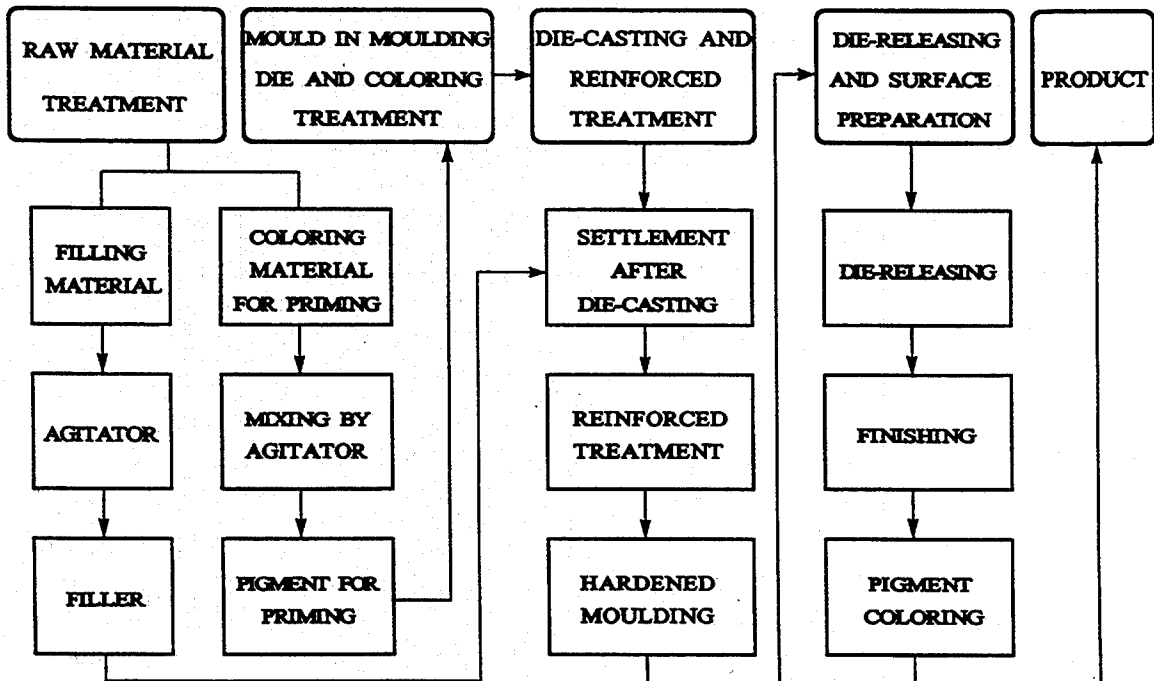 RAW MATERIAL
TREATMENT
MOULD IN MOULDING
DIE AND COLORING
TREATMENT
DIE-CASTING AND
REINFORCED
TREATMENT
DIE-RELEASING
AND SURFACE
PREPARATION
PRODUCT
FILLING
MATERIAL
COLORING
MATERIAL
FOR PRIMING
SETTLEMENT
AFTER
DIE-CASTING
DIE-RELEASING
AGITATOR
MIXING BY
AGITATOR
REINFORCED
TREATMENT
FINISHING
FILLER
PIGMENT FOR
PRIMING
HARDENED
MOULDING
PIGMENT
COLORING